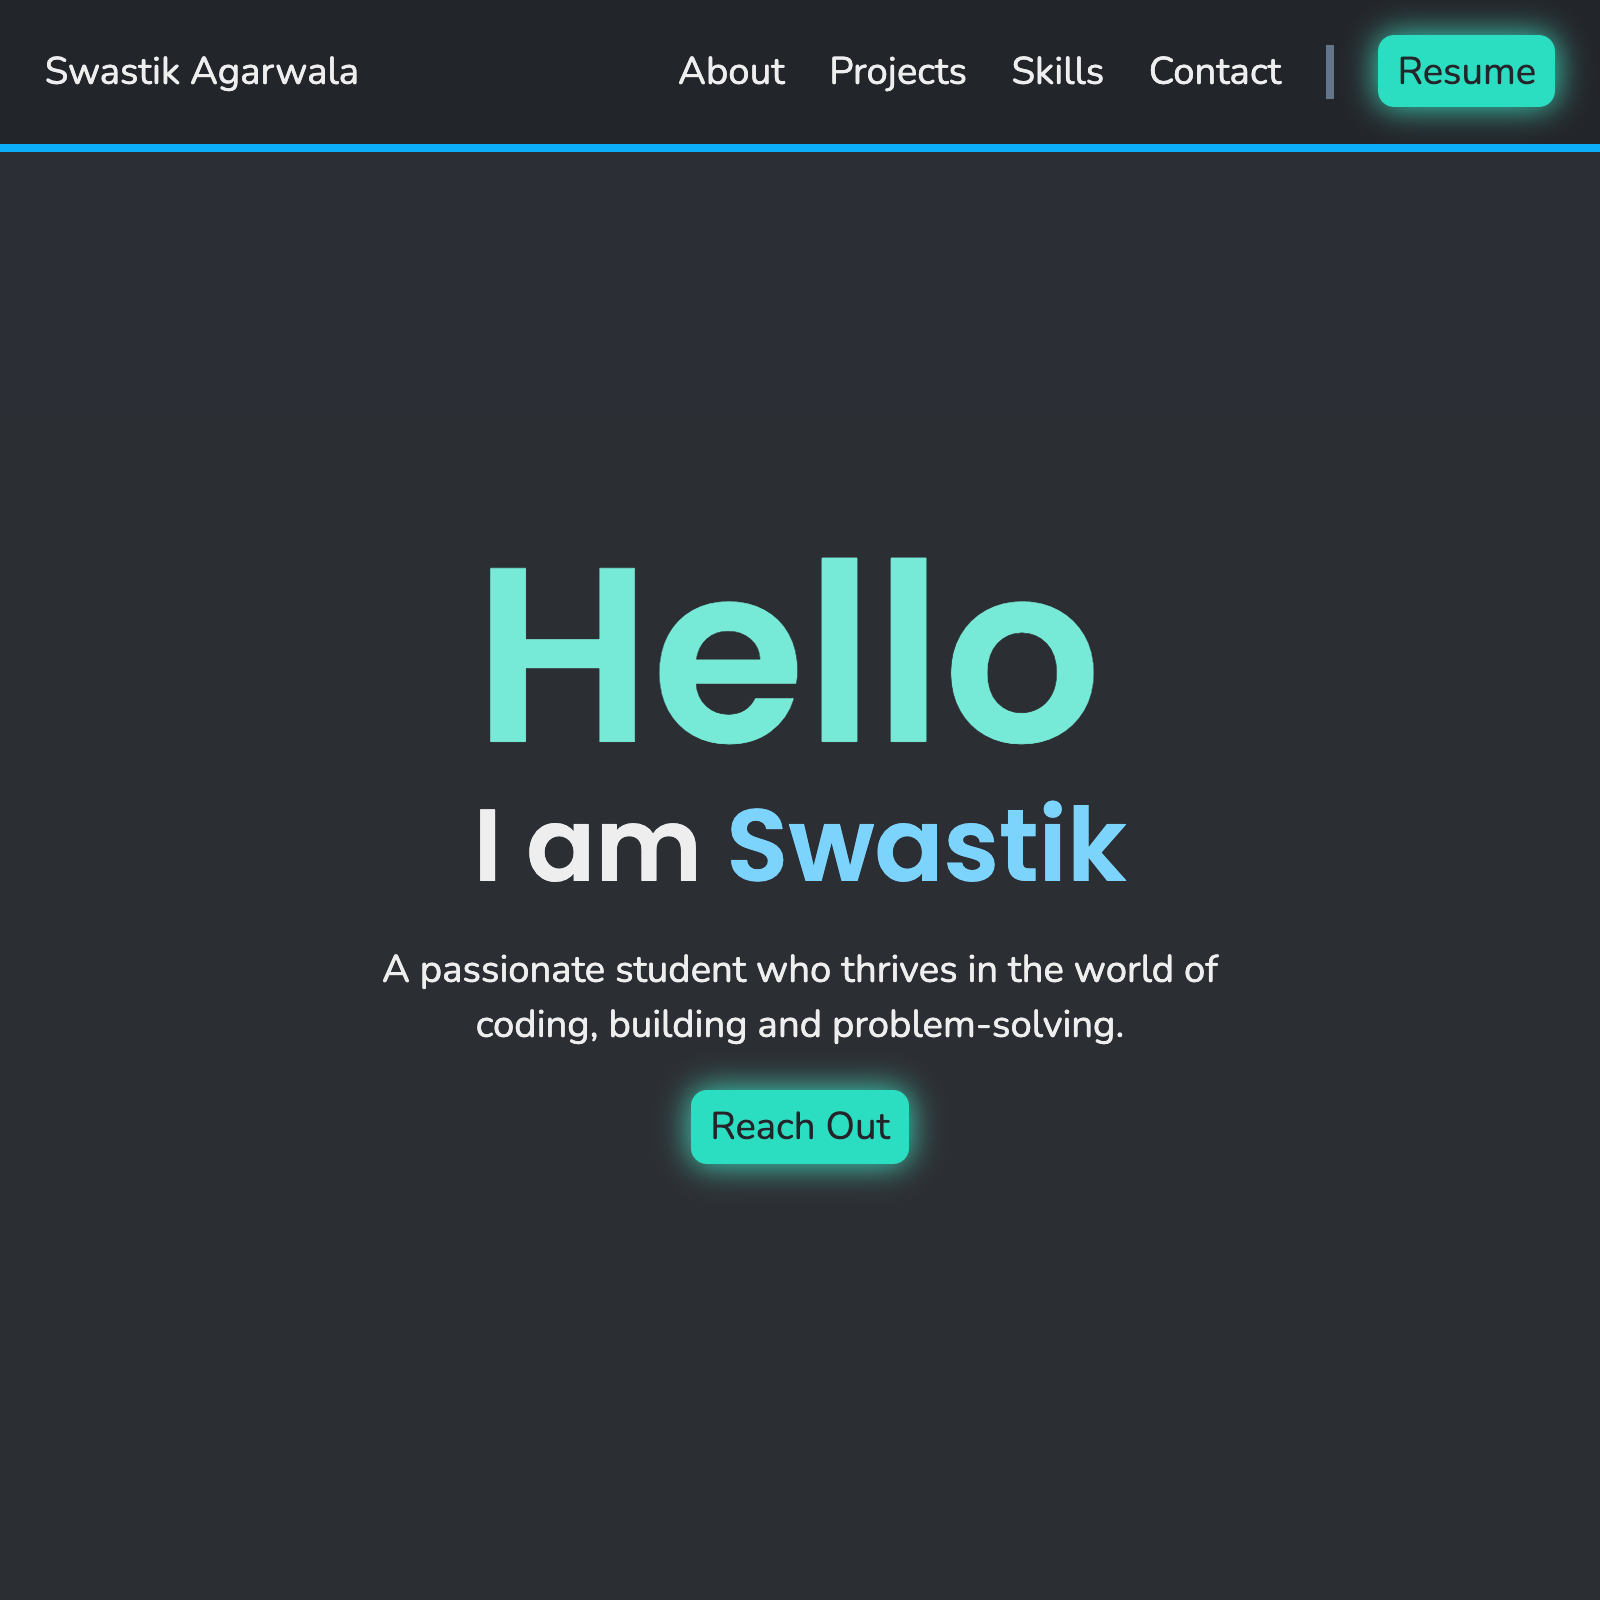 Swastik Agarwala About Projects Skills Contact Resume
Hello
I am Swastik
A passionate student who thrives in the world of
coding, building and problem-solving.
Reach Out